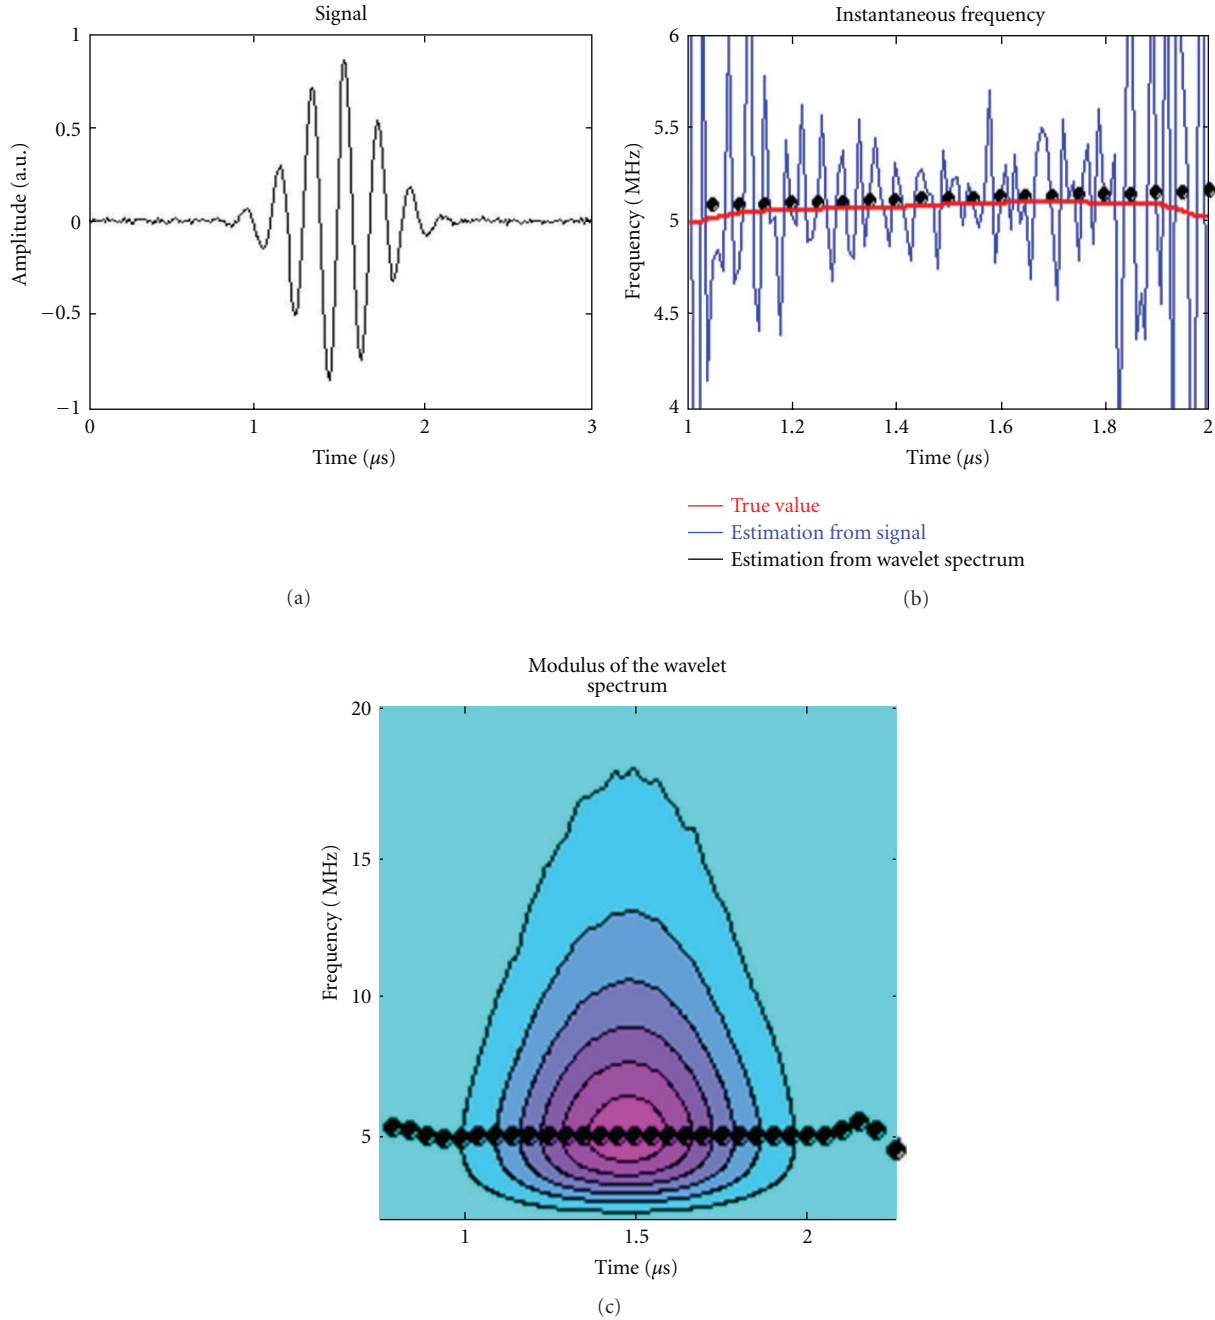 Signal
1
0.5
0
−0.5
−1
Amplitude (a.u.)
0
1
2
3
Time (μs)
(a)
Instantaneous frequency
6
5.5
5
4.5
4
Frequency ( MHz)
1
1.2
1.4
1.6
1.8
2
Time (μs)
True value
Estimation from signal
Estimation from wavelet spectrum
(b)
Modulus of the wavelet
spectrum
20
15
10
5
Frequency ( MHz)
1
1.5
2
Time (μs)
(c)